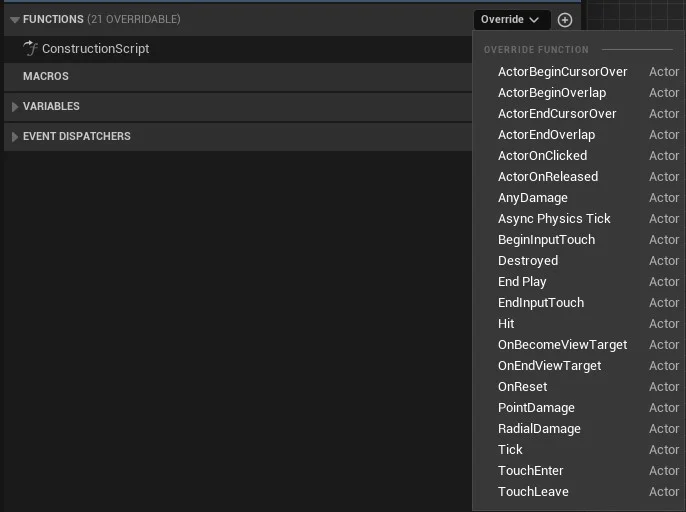 FUNCTIONS (21 OVERRIDABLE)
Override
ConstructionScript
MACROS
VARIABLES
EVENT DISPATCHERS
OVERRIDE FUNCTION
ActorBeginCursorOver Actor
ActorBeginOverlap Actor
ActorEndCursorOver Actor
ActorEndOverlap Actor
ActorOnClicked Actor
ActorOnReleased Actor
AnyDamage Actor
Async Physics Tick Actor
BeginInputTouch Actor
Destroyed Actor
End Play Actor
EndInputTouch Actor
Hit Actor
OnBecomeViewTarget Actor
OnEndViewTarget Actor
OnReset Actor
PointDamage Actor
RadialDamage Actor
Tick Actor
TouchEnter Actor
TouchLeave Actor